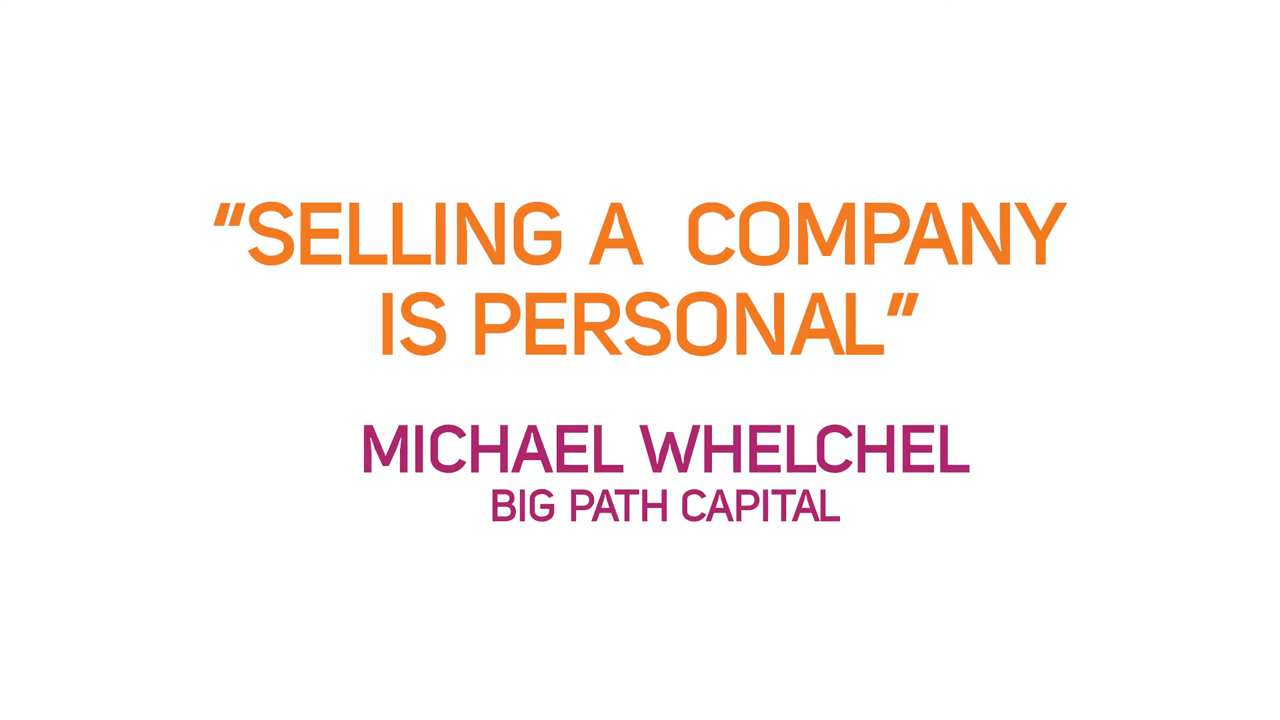 "SELLING A  COMPANY
IS PERSONAL"
MICHAEL WHELCHEL
BIG PATH CAPITAL